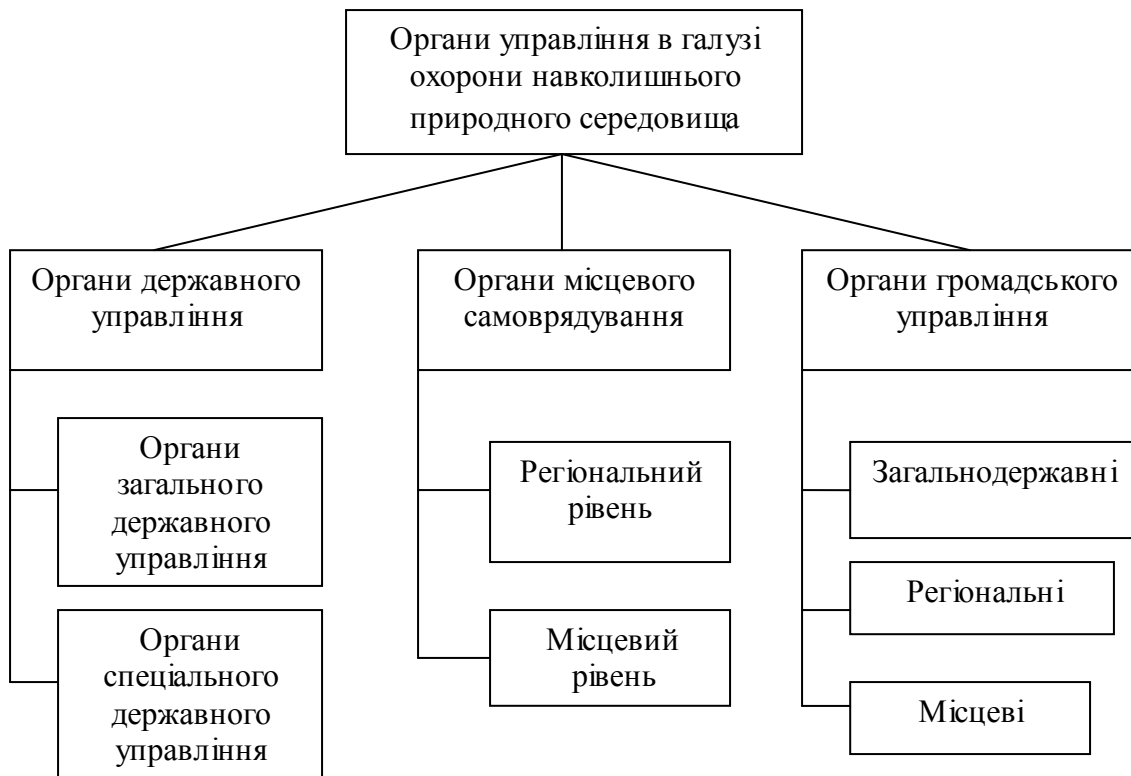 Органи управління в галузі
охорони навколишнього
природного середовища
Органи державного
управління
Органи місцевого
самоврядування
Органи громадського
управління
Органи
загального
державного
управління
Регіональний
рівень
Загальнодержавні
Регіональні
Органи
спеціального
державного
управління
Місцевий
рівень
Місцеві